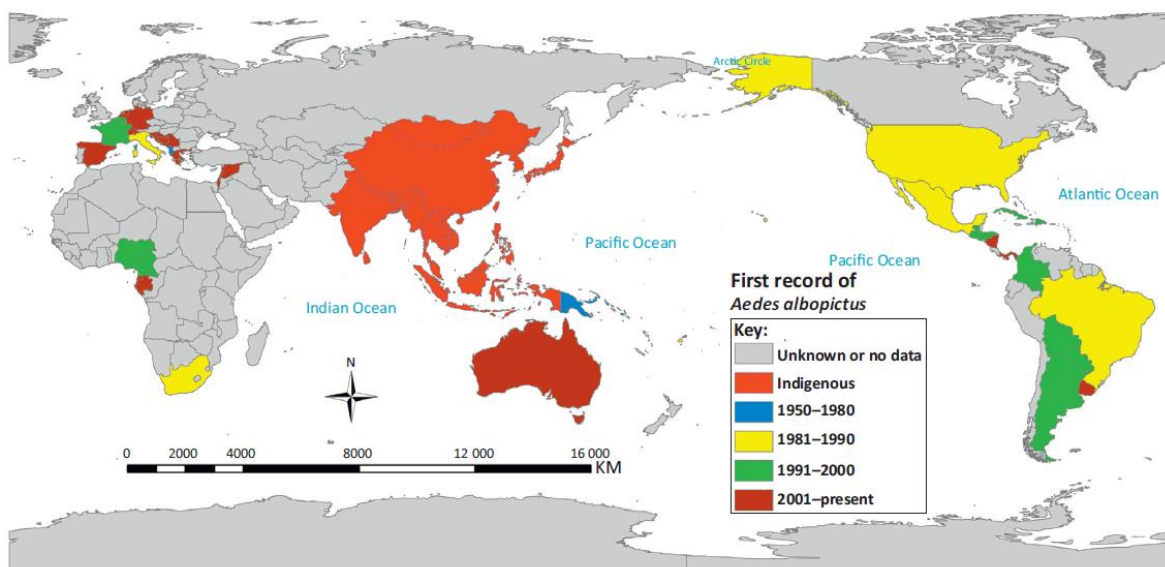 Arctic Circle
Atlantic Ocean
Pacific Ocean
Pacific Ocean
Indian Ocean
First record of
Aedes albopictus
Key:
Unknown or no data
Indigenous
1950–1980
1981–1990
1991–2000
2001–present
N
0 2000 4000 8000 12 000 16 000
KM